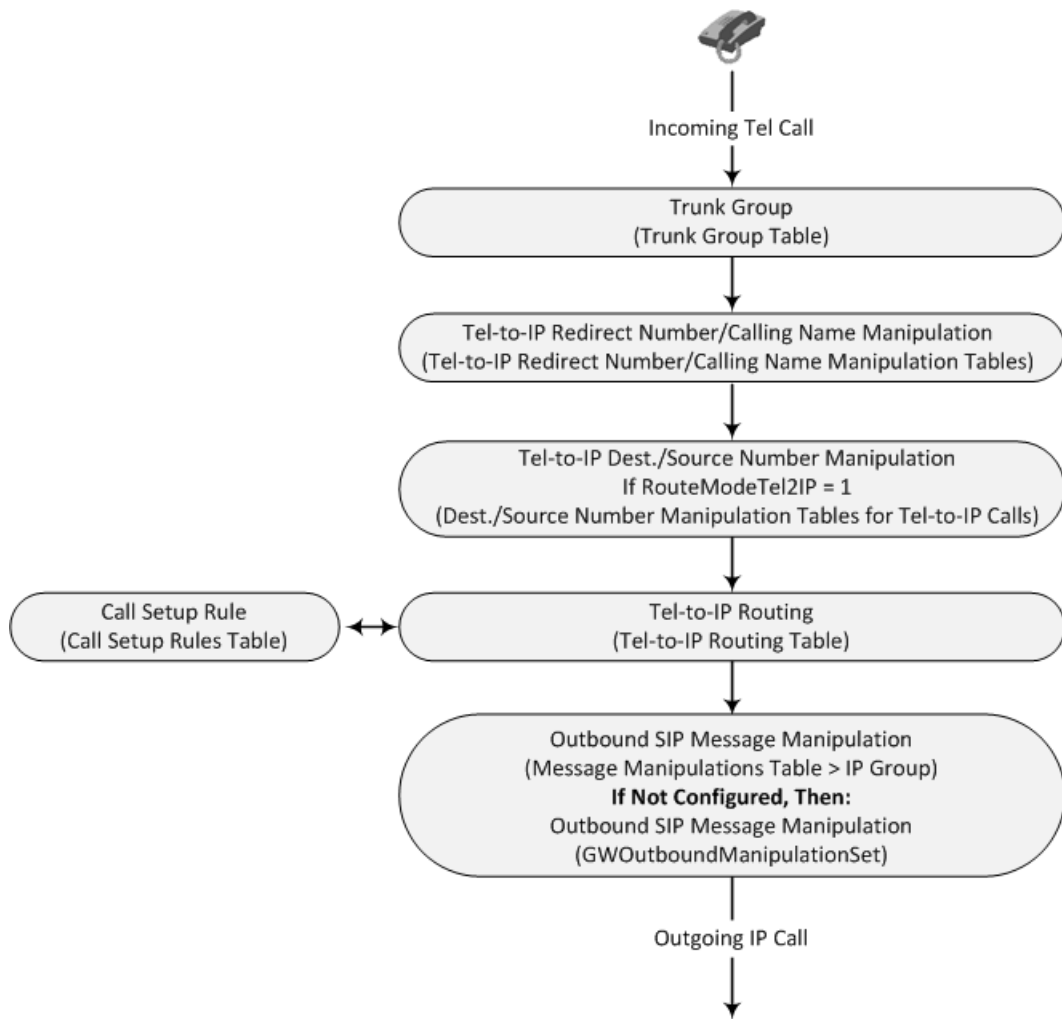 Incoming Tel Call
Trunk Group
(Trunk Group Table)
Tel-to-IP Redirect Number/Calling Name Manipulation
(Tel-to-IP Redirect Number/Calling Name Manipulation Tables)
Tel-to-IP Dest./Source Number Manipulation
If RouteModeTel2IP = 1
(Dest./Source Number Manipulation Tables for Tel-to-IP Calls)
Call Setup Rule
(Call Setup Rules Table)
Tel-to-IP Routing
(Tel-to-IP Routing Table)
Outbound SIP Message Manipulation
(Message Manipulations Table > IP Group)
If Not Configured, Then:
Outbound SIP Message Manipulation
(GWOutboundManipulationSet)
Outgoing IP Call